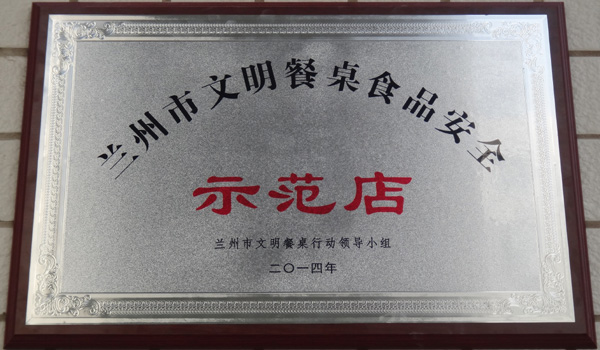 兰州市文明餐桌食品安全
示范店
兰州市文明餐桌行动领导小组
二〇一四年